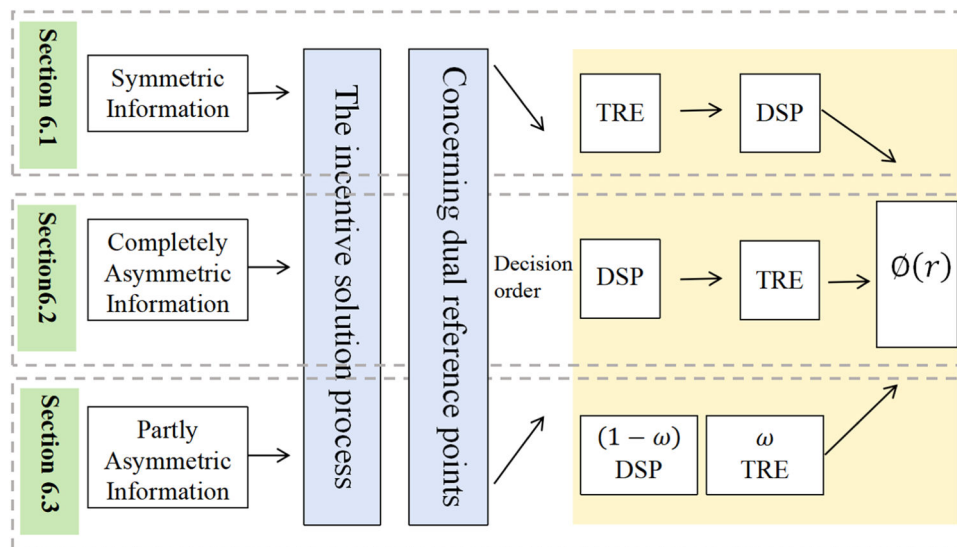 Section 6.1
Symmetric
Information
TRE
DSP
Section6.2
Completely
Asymmetric
Information
The incentive solution process
Concerning dual reference points
Decision
order
DSP
TRE
∅(r)
Section 6.3
Partly
Asymmetric
Information
(1 − ω)
DSP
ω
TRE